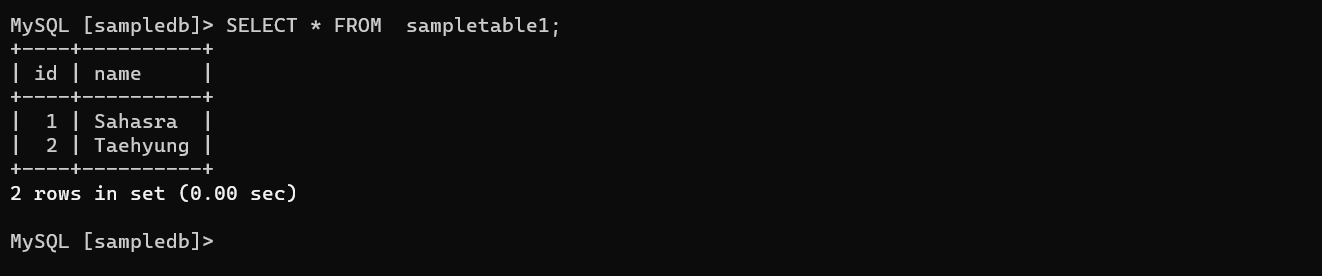 MySQL [sampledb]> SELECT * FROM  sampletable1;
+----+----------+
| id | name     |
+----+----------+
|  1 | Sahasra  |
|  2 | Taehyung |
+----+----------+
2 rows in set (0.00 sec)
MySQL [sampledb]>